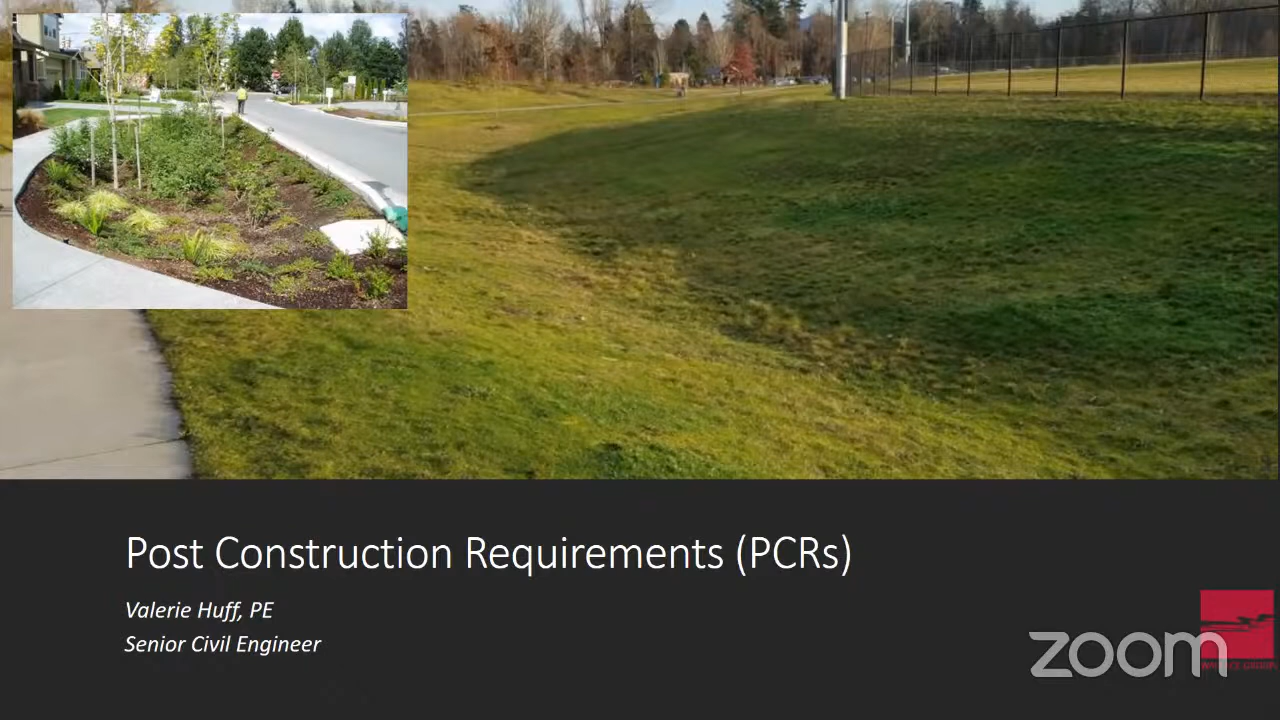 Post Construction Requirements (PCRs)
Valerie Huff, PE
Senior Civil Engineer
zoom